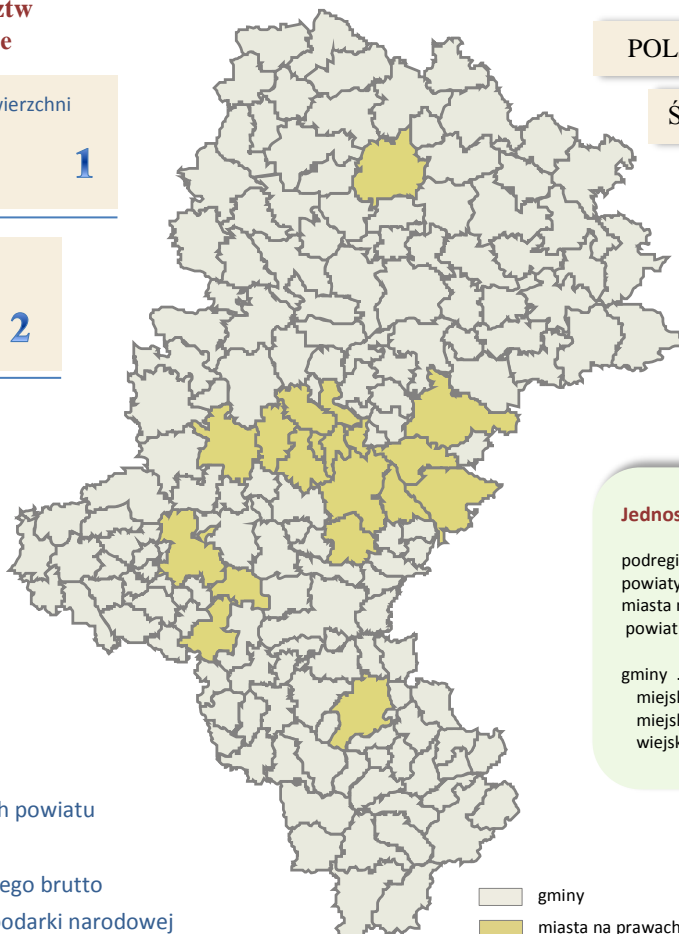 ztw
e
wierzchni
1
2
POL
Ś
Jednos
podregi
powiaty
miasta n
powiat
gminy .
miejsk
miejsk
wiejsk
h powiatu
ego brutto
podarki narodowej
gminy
miasta na prawach